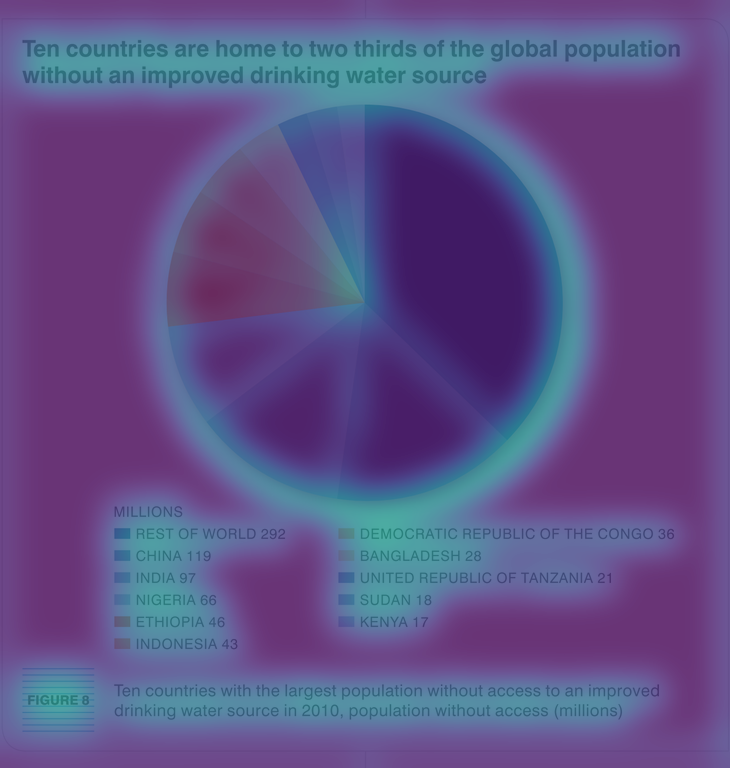 Ten countries are home to two thirds of the global population
without an improved drinking water source
MILLIONS
REST OF WORLD 292
CHINA 119
INDIA 97
NIGERIA 66
ETHIOPIA 46
INDONESIA 43
DEMOCRATIC REPUBLIC OF THE CONGO 36
BANGLADESH 28
UNITED REPUBLIC OF TANZANIA 21
SUDAN 18
KENYA 17
FIGURE 8
Ten countries with the largest population without access to an improved
drinking water source in 2010, population without access (millions)